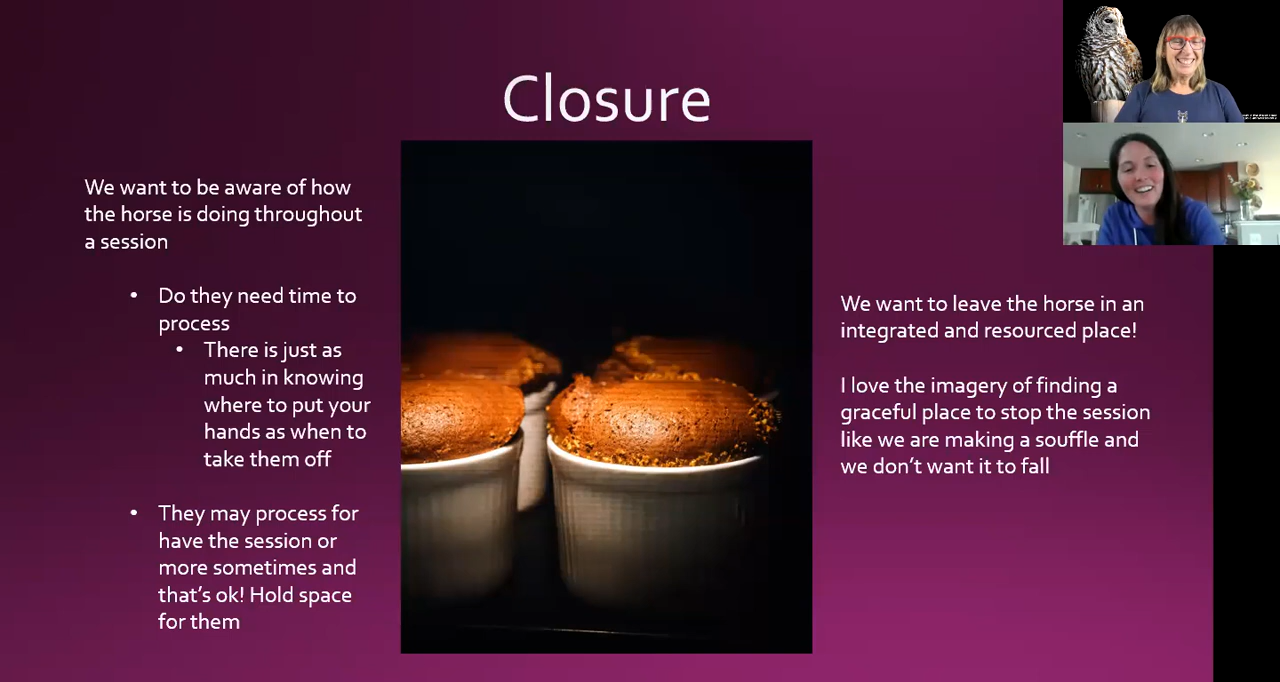 Closure
We want to be aware of how
the horse is doing throughout
a session
• Do they need time to
process
• There is just as
much in knowing
where to put your
hands as when to
take them off
• They may process for
have the session or
more sometimes and
that's ok! Hold space
for them
We want to leave the horse in an
integrated and resourced place!
I love the imagery of finding a
graceful place to stop the session
like we are making a souffle and
we don't want it to fall